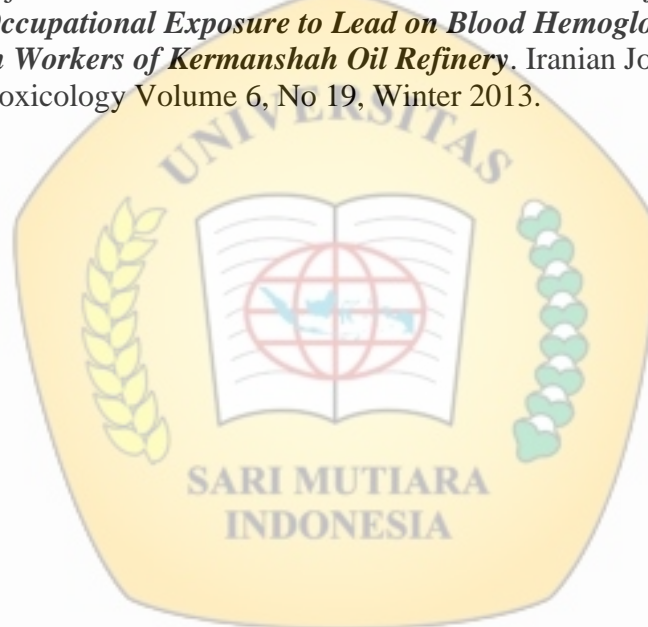 Occupational Exposure to Lead on Blood Hemoglo
Workers of Kermanshah Oil Refinery. Iranian Jo
oxicology Volume 6, No 19, Winter 2013.
UNIVERSITAS
SARI MUTIARA
INDONESIA